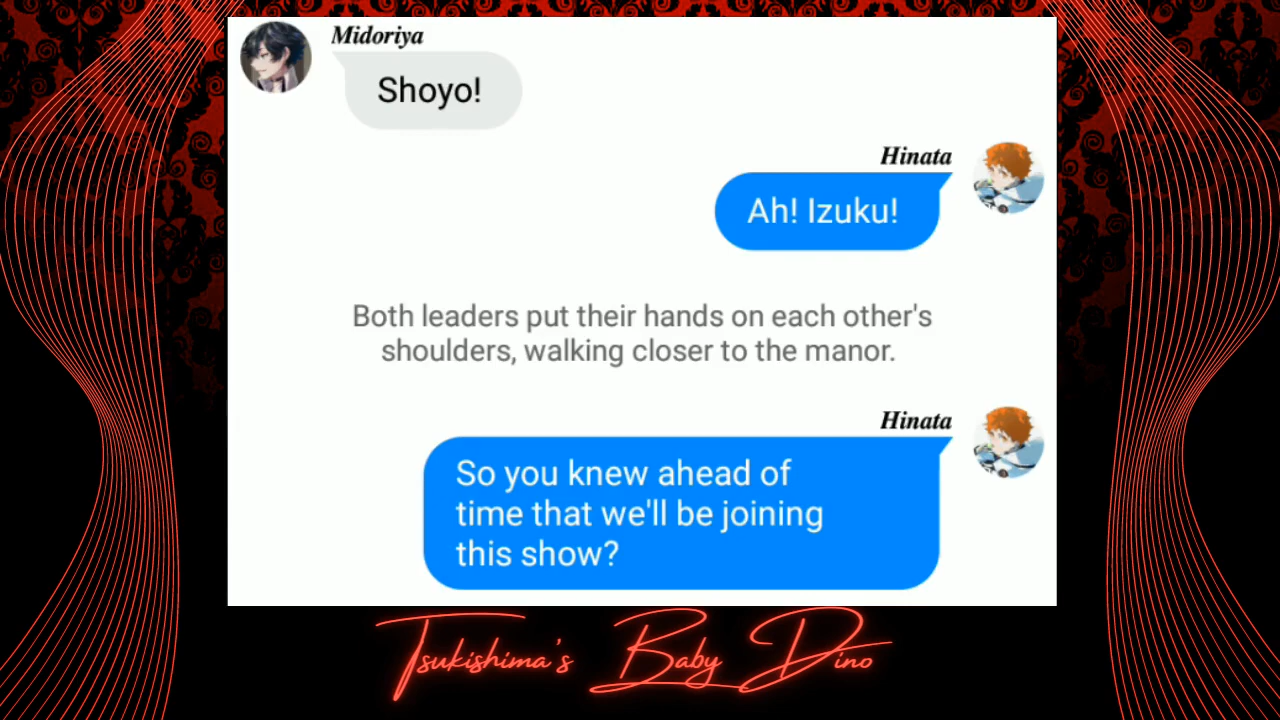 Midoriya
Shoyo!
Hinata
Ah! Izuku!
Both leaders put their hands on each other's
shoulders, walking closer to the manor.
Hinata
So you knew ahead of
time that we'll be joining
this show?
Tsukishima's Baby Dino